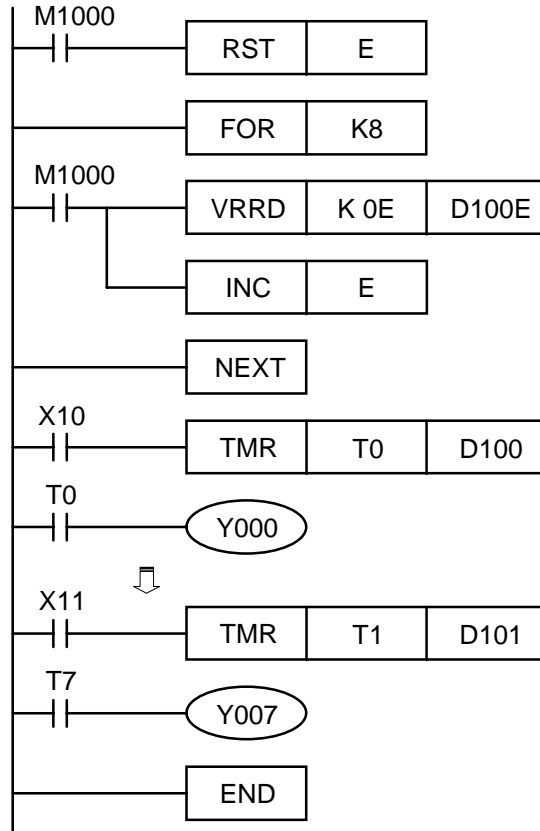 M1000
RST E
FOR K8
M1000
VRRD K 0E D100E
INC E
NEXT
X10
TMR T0 D100
T0
Y000
X11
TMR T1 D101
T7
Y007
END